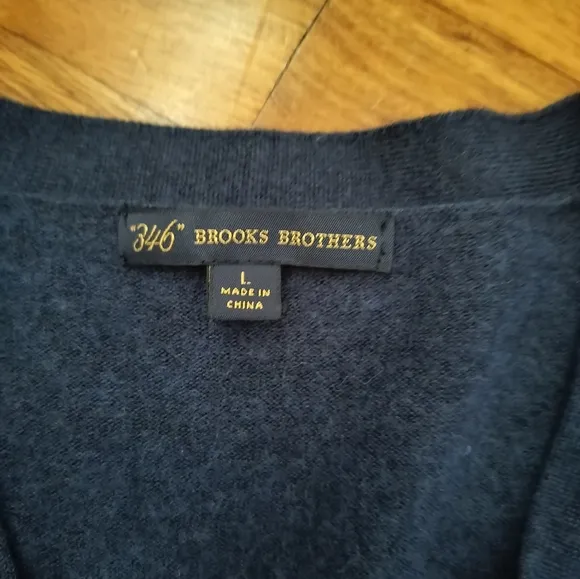 "346" BROOKS BROTHERS
L
MADE IN
CHINA